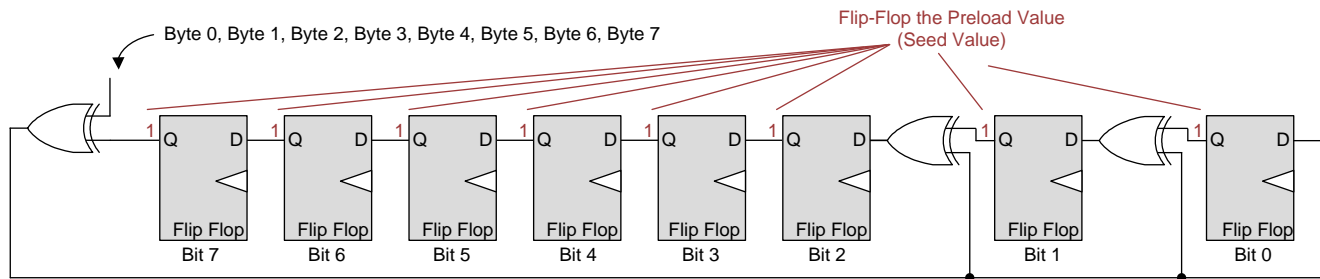 Flip-Flop the Preload Value
(Seed Value)
Byte 0, Byte 1, Byte 2, Byte 3, Byte 4, Byte 5, Byte 6, Byte 7
1 1 1 1 1 1 1 1
Q D Q D Q D Q D Q D Q D Q D Q D
Flip Flop Flip Flop Flip Flop Flip Flop Flip Flop Flip Flop Flip Flop Flip Flop
Bit 7 Bit 6 Bit 5 Bit 4 Bit 3 Bit 2 Bit 1 Bit 0